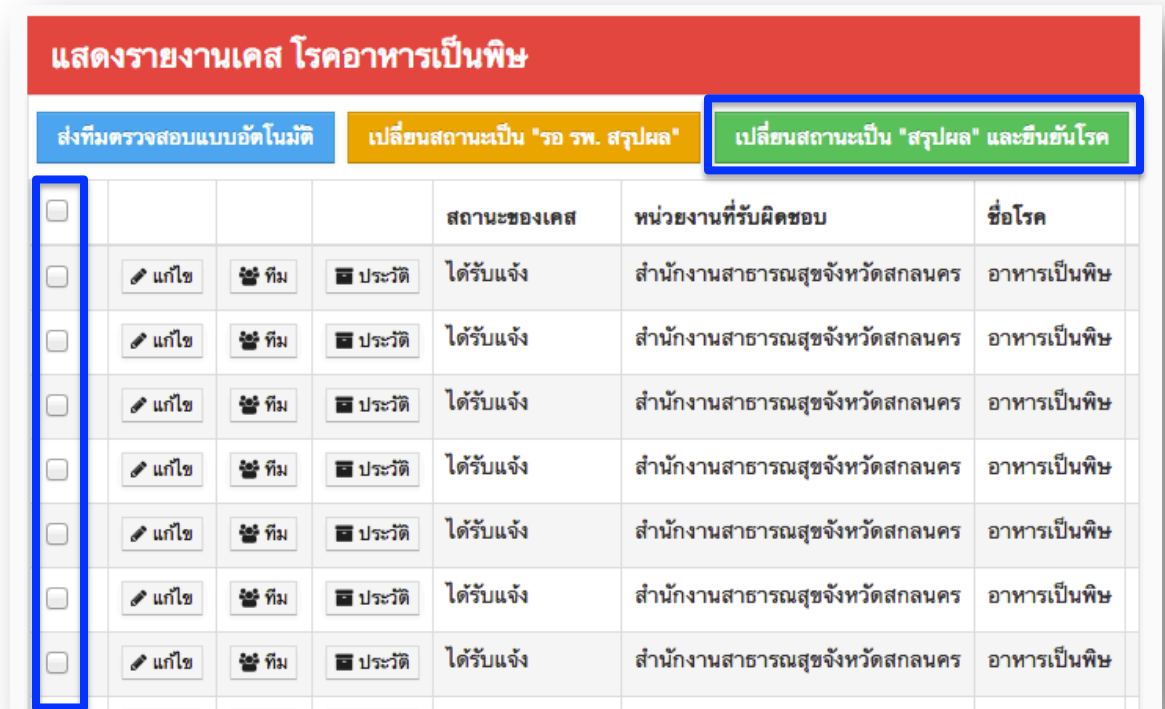 แสดงรายงานเคส โรคอาหารเป็นพิษ
ส่งทีมตรวจสอบแบบอัตโนมัติ เปลี่ยนสถานะเป็น "รอ รพ. สรุปผล" เปลี่ยนสถานะเป็น "สรุปผล" และยืนยันโรค
สถานะของเคส หน่วยงานที่รับผิดชอบ ชื่อโรค
แก้ไข ทีม ประวัติ ได้รับแจ้ง สำนักงานสาธารณสุขจังหวัดสกลนคร อาหารเป็นพิษ
แก้ไข ทีม ประวัติ ได้รับแจ้ง สำนักงานสาธารณสุขจังหวัดสกลนคร อาหารเป็นพิษ
แก้ไข ทีม ประวัติ ได้รับแจ้ง สำนักงานสาธารณสุขจังหวัดสกลนคร อาหารเป็นพิษ
แก้ไข ทีม ประวัติ ได้รับแจ้ง สำนักงานสาธารณสุขจังหวัดสกลนคร อาหารเป็นพิษ
แก้ไข ทีม ประวัติ ได้รับแจ้ง สำนักงานสาธารณสุขจังหวัดสกลนคร อาหารเป็นพิษ
แก้ไข ทีม ประวัติ ได้รับแจ้ง สำนักงานสาธารณสุขจังหวัดสกลนคร อาหารเป็นพิษ
แก้ไข ทีม ประวัติ ได้รับแจ้ง สำนักงานสาธารณสุขจังหวัดสกลนคร อาหารเป็นพิษ